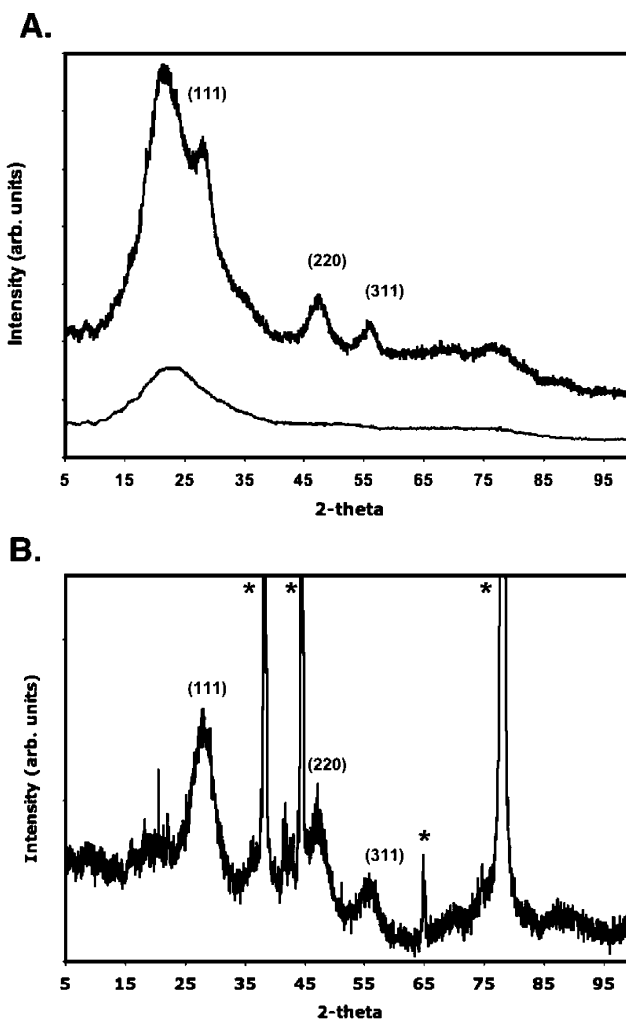 A.
Intensity (arb. units)
(111)
(220)
(311)
5 15 25 35 45 55 65 75 85 95
2-theta
B.
Intensity (arb. units)
* * *
(111)
(220)
*
(311)
5 15 25 35 45 55 65 75 85 95
2-theta